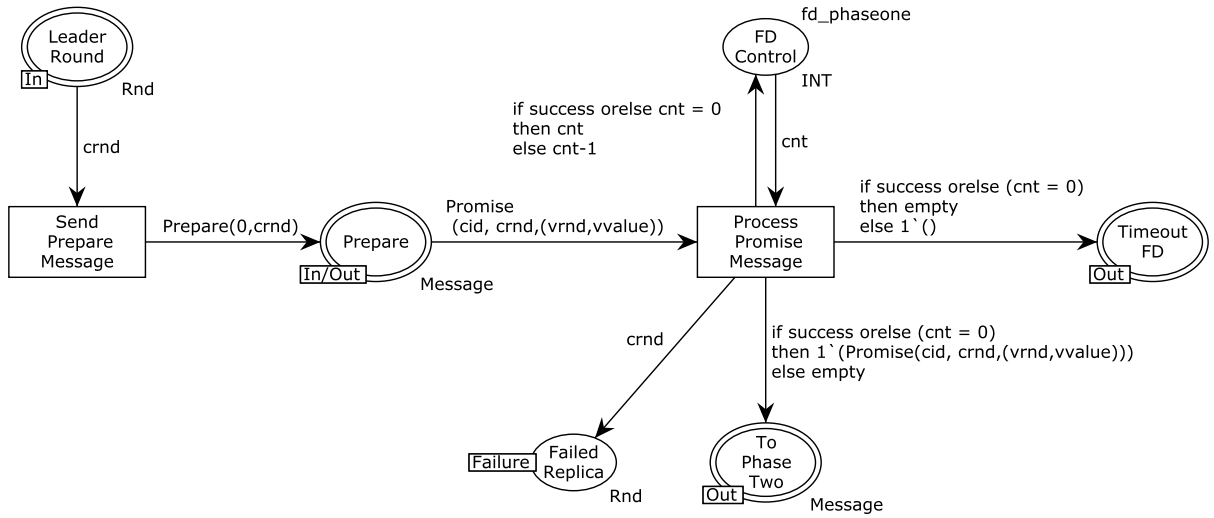 Leader
Round
In
Rnd
crnd
Send
Prepare
Message
Prepare(0,crnd)
Prepare
In/Out
Message
Promise
(cid, crnd,(vrnd,vvalue))
fd_phaseone
FD
Control
INT
if success orelse cnt = 0
then cnt
else cnt-1
cnt
Process
Promise
Message
if success orelse (cnt = 0)
then empty
else 1`()
Timeout
FD
Out
crnd
if success orelse (cnt = 0)
then 1`(Promise(cid, crnd,(vrnd,vvalue)))
else empty
Failure
Failed
Replica
Rnd
To
Phase
Two
Out
Message